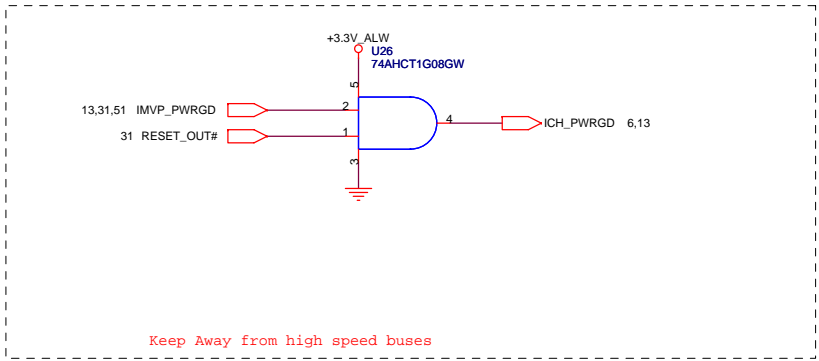 +3.3V_ALW
U26
74AHCT1G08GW
5
13,31,51 IMVP_PWRGD
2
31 RESET_OUT#
1
4
ICH_PWRGD 6,13
3
Keep Away from high speed buses